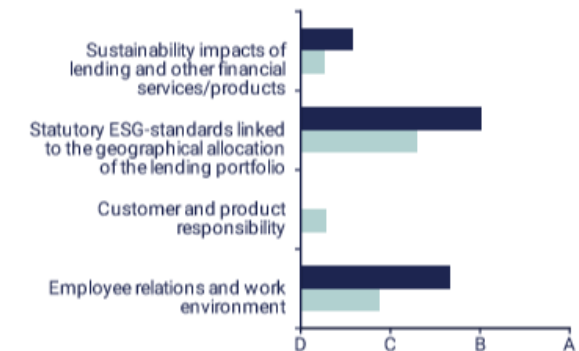 Sustainability impacts of
lending and other financial
services/products
Statutory ESG-standards linked
to the geographical allocation
of the lending portfolio
Customer and product
responsibility
Employee relations and work
environment
D C B A